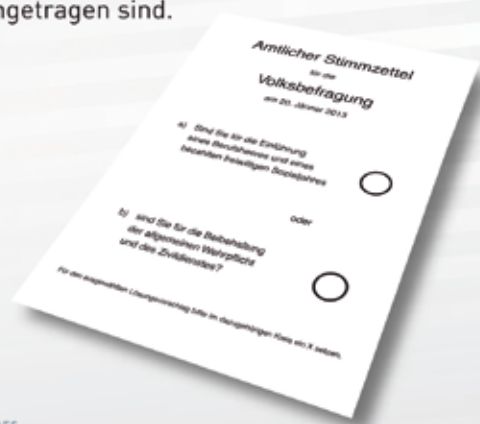 ngetragen sind.
Amtlicher Stimmzettel
für die
Volksbefragung
am 20. Jänner 2013
a) Sind Sie für die Einführung
eines Berufsheeres und eines
bezahlten freiwilligen Sozialjahres
oder
b) sind Sie für die Beibehaltung
der allgemeinen Wehrpflicht
und des Zivildienstes?
Für den ausgewählten Lösungsvorschlag bitte im dazugehörigen Kreis ein X setzen.